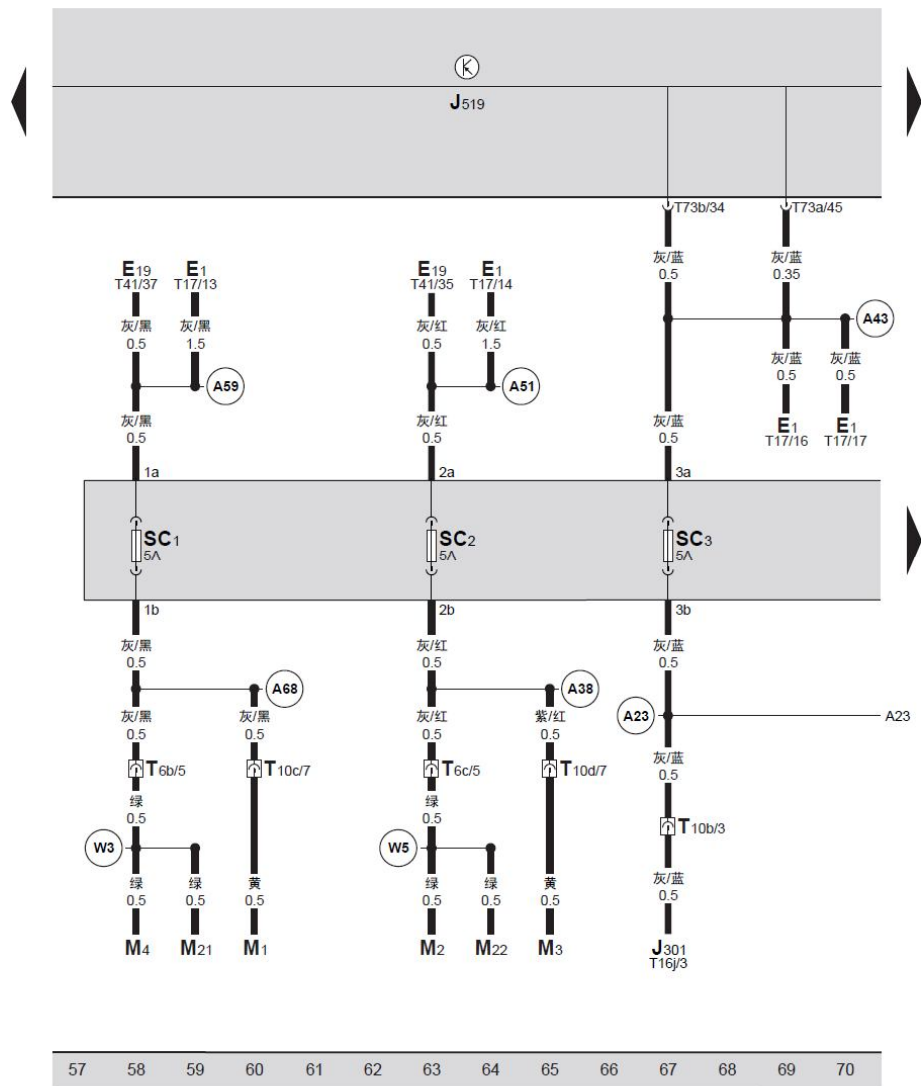 J519
T73b/34 T73a/45
灰/蓝 灰/蓝
0.5 0.35
E19 E1 E19 E1
T41/37 T17/13 T41/35 T17/14
灰/黑 灰/黑 灰/红 灰/红
0.5 1.5 0.5 1.5
A43
灰/蓝 灰/蓝
0.5 0.5
A59 A51
E1 E1
T17/16 T17/17
灰/黑 灰/红 灰/蓝
0.5 0.5 0.5
1a 2a 3a
SC1 SC2 SC3
5A 5A 5A
1b 2b 3b
灰/黑 灰/红 灰/蓝
0.5 0.5 0.5
A68 A38
灰/黑 灰/黑 灰/红 紫/红
0.5 0.5 0.5 0.5
A23 A23
灰/蓝
0.5
T6b/5 T10c/7 T6c/5 T10d/7
绿 绿
0.5 0.5
T10b/3
W3 W5
绿 绿 黄 绿 绿 黄 灰/蓝
0.5 0.5 0.5 0.5 0.5 0.5 0.5
M4 M21 M1 M2 M22 M3 J301
T16j/3
57 58 59 60 61 62 63 64 65 66 67 68 69 70